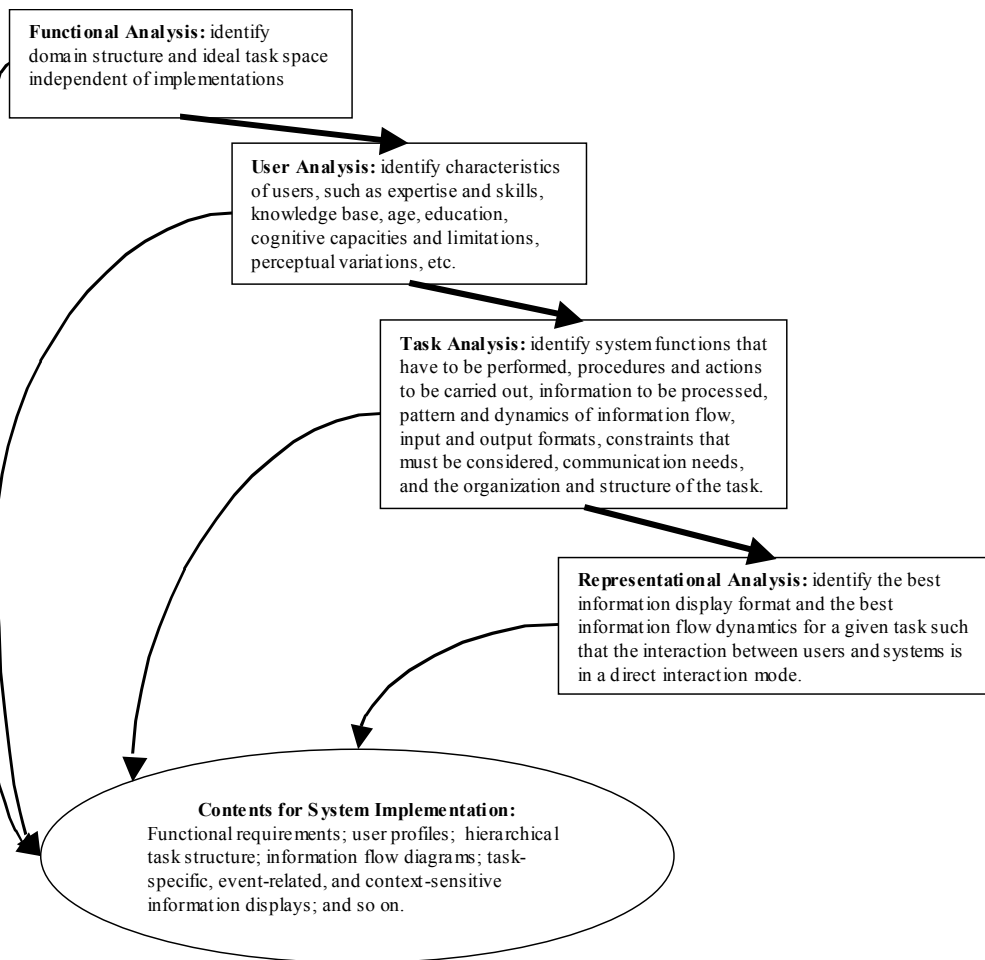 Functional Analysis: identify
domain structure and ideal task space
independent of implementations
User Analysis: identify characteristics
of users, such as expertise and skills,
knowledge base, age, education,
cognitive capacities and limitations,
perceptual variations, etc.
Task Analysis: identify system functions that
have to be performed, procedures and actions
to be carried out, information to be processed,
pattern and dynamics of information flow,
input and output formats, constraints that
must be considered, communication needs,
and the organization and structure of the task.
Representational Analysis: identify the best
information display format and the best
information flow dynamtics for a given task such
that the interaction between users and systems is
in a direct interaction mode.
Contents for System Implementation:
Functional requirements; user profiles; hierarchical
task structure; information flow diagrams; task-
specific, event-related, and context-sensitive
information displays; and so on.